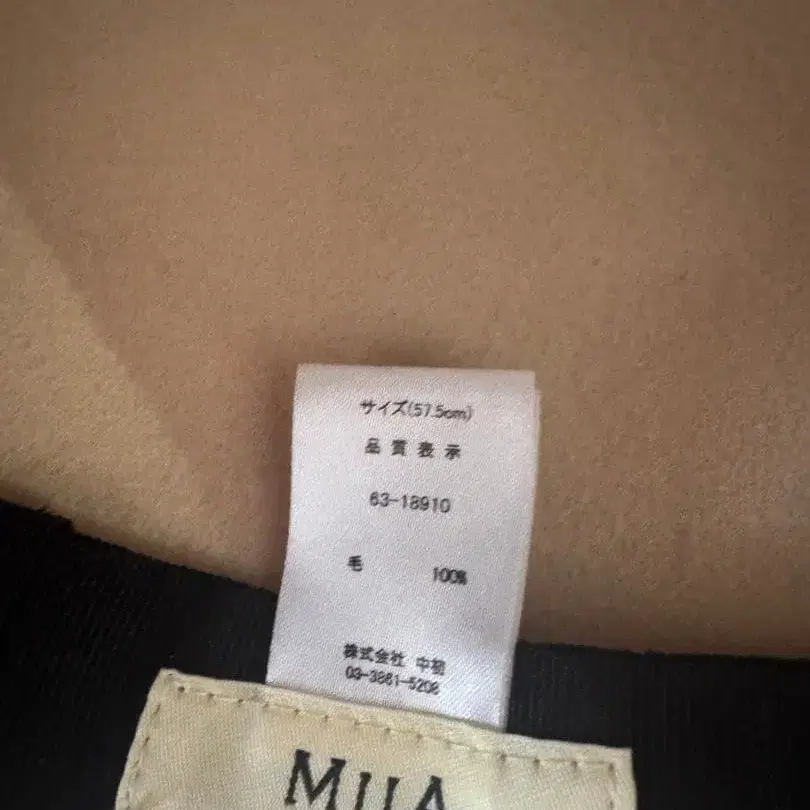 サイズ(57.5cm)
品質表示
63-18910
毛 100%
株式会社 中初
03-3861-5208
MIIA